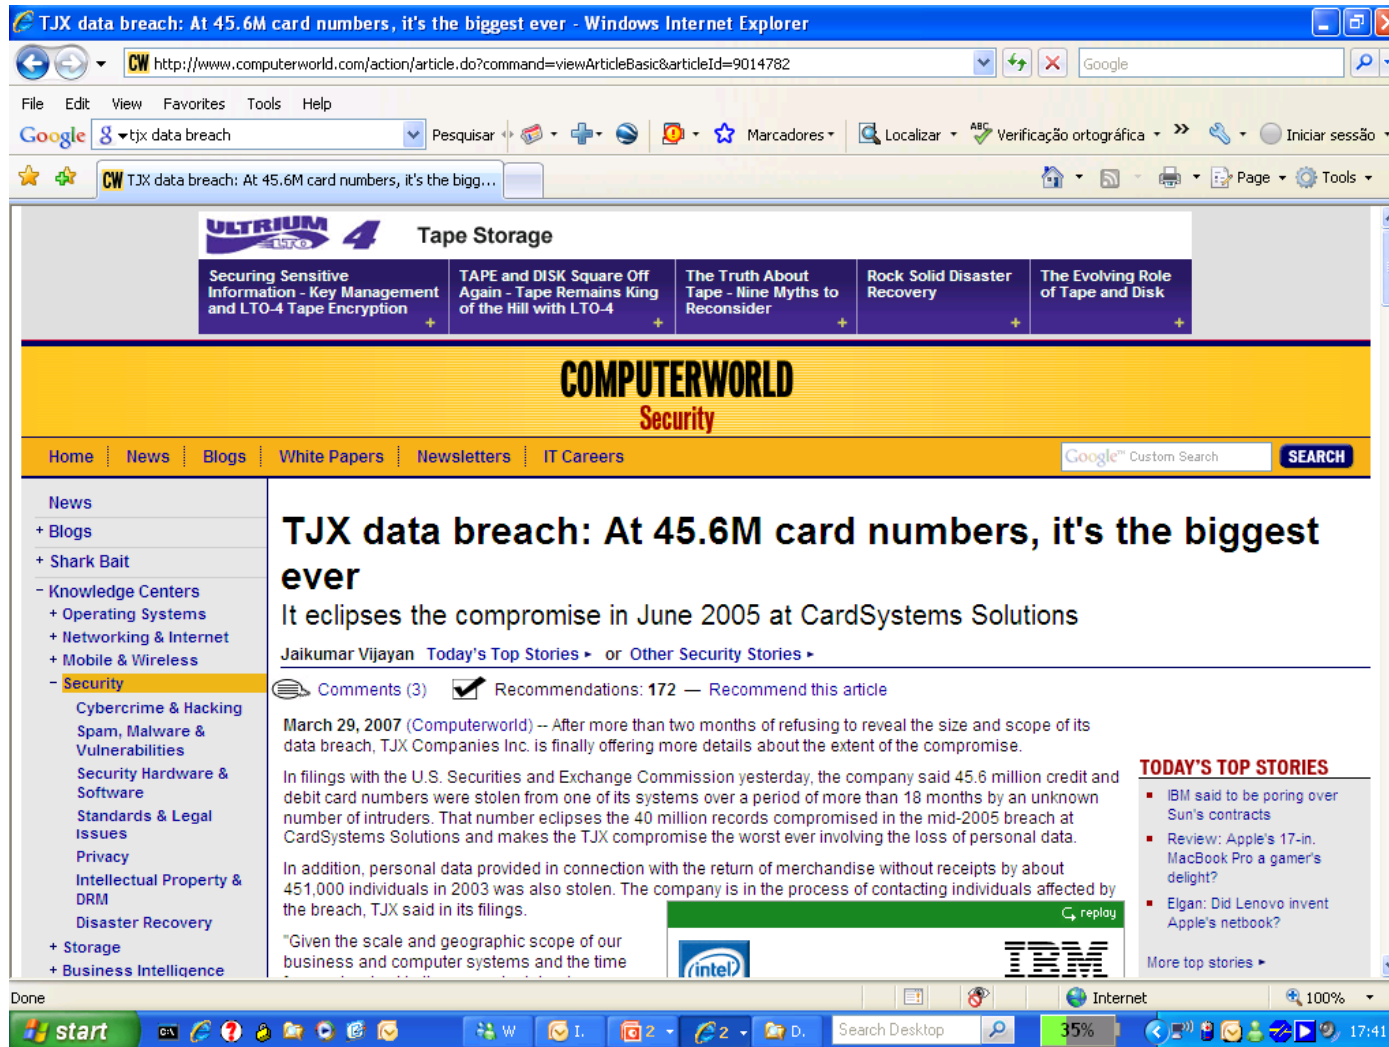 TJX data breach: At 45.6M card numbers, it's the biggest ever - Windows Internet Explorer
CW http://www.computerworld.com/action/article.do?command=viewArticleBasic&articleId=9014782
Google
File Edit View Favorites Tools Help
Google g tjx data breach Pesquisar Marcadores Localizar ABC Verificação ortográfica >> Iniciar sessão
CW TJX data breach: At 45.6M card numbers, it's the bigg...
Page Tools
ULTRIUM LTO 4 Tape Storage
Securing Sensitive
Information - Key Management
and LTO-4 Tape Encryption +
TAPE and DISK Square Off
Again - Tape Remains King
of the Hill with LTO-4 +
The Truth About
Tape - Nine Myths to
Reconsider +
Rock Solid Disaster
Recovery +
The Evolving Role
of Tape and Disk +
COMPUTERWORLD
Security
Home News Blogs White Papers Newsletters IT Careers
Google™ Custom Search SEARCH
News
+ Blogs
+ Shark Bait
- Knowledge Centers
+ Operating Systems
+ Networking & Internet
+ Mobile & Wireless
- Security
Cybercrime & Hacking
Spam, Malware &
Vulnerabilities
Security Hardware &
Software
Standards & Legal
Issues
Privacy
Intellectual Property &
DRM
Disaster Recovery
+ Storage
+ Business Intelligence
TJX data breach: At 45.6M card numbers, it's the biggest
ever
It eclipses the compromise in June 2005 at CardSystems Solutions
Jaikumar Vijayan Today's Top Stories ▸ or Other Security Stories ▸
Comments (3) Recommendations: 172 — Recommend this article
March 29, 2007 (Computerworld) -- After more than two months of refusing to reveal the size and scope of its
data breach, TJX Companies Inc. is finally offering more details about the extent of the compromise.
In filings with the U.S. Securities and Exchange Commission yesterday, the company said 45.6 million credit and
debit card numbers were stolen from one of its systems over a period of more than 18 months by an unknown
number of intruders. That number eclipses the 40 million records compromised in the mid-2005 breach at
CardSystems Solutions and makes the TJX compromise the worst ever involving the loss of personal data.
In addition, personal data provided in connection with the return of merchandise without receipts by about
451,000 individuals in 2003 was also stolen. The company is in the process of contacting individuals affected by
the breach, TJX said in its filings.
"Given the scale and geographic scope of our
business and computer systems and the time
replay
intel
IBM
TODAY'S TOP STORIES
IBM said to be poring over
Sun's contracts
Review: Apple's 17-in.
MacBook Pro a gamer's
delight?
Elgan: Did Lenovo invent
Apple's netbook?
More top stories ▸
Done Internet 100%
start W I. 2 2 D. Search Desktop 35% 17:41